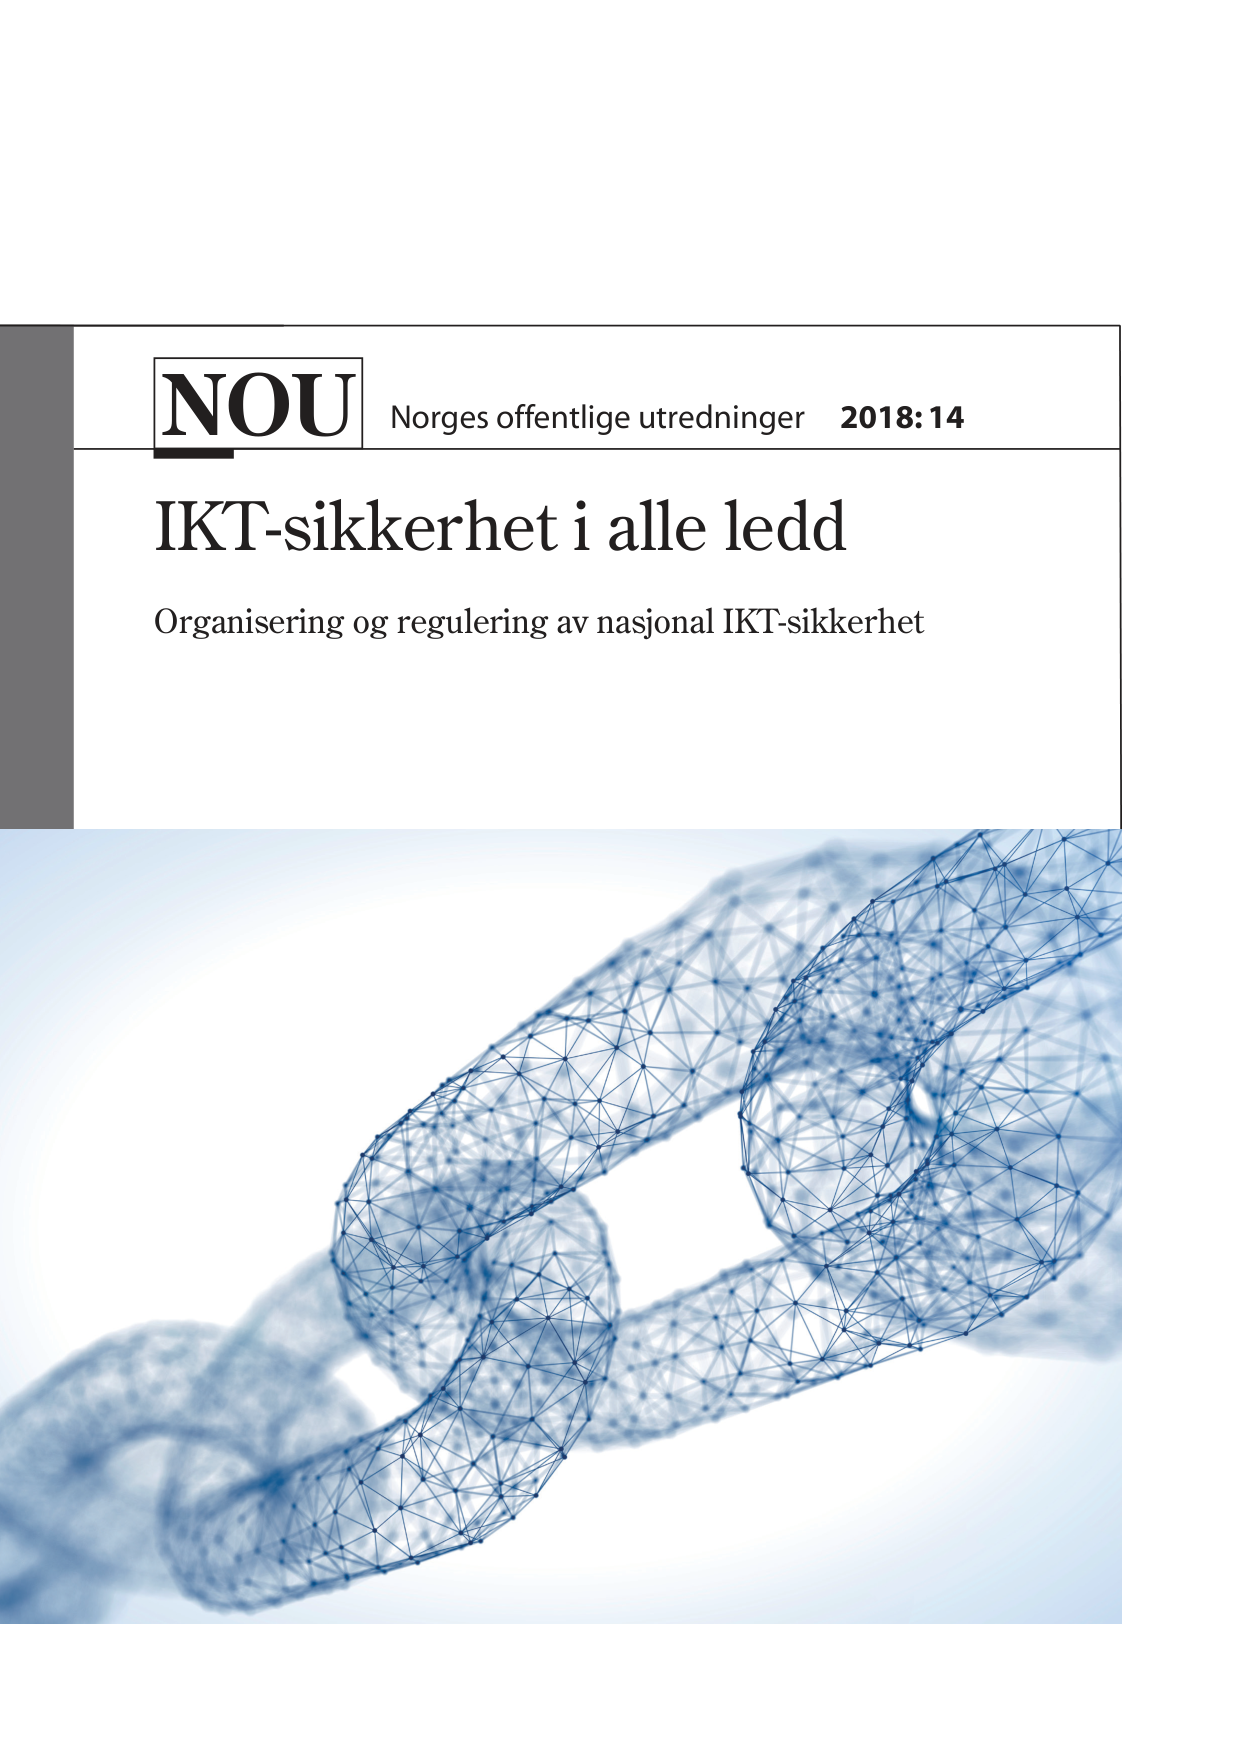 NOU Norges offentlige utredninger 2018: 14
IKT-sikkerhet i alle ledd
Organisering og regulering av nasjonal IKT-sikkerhet